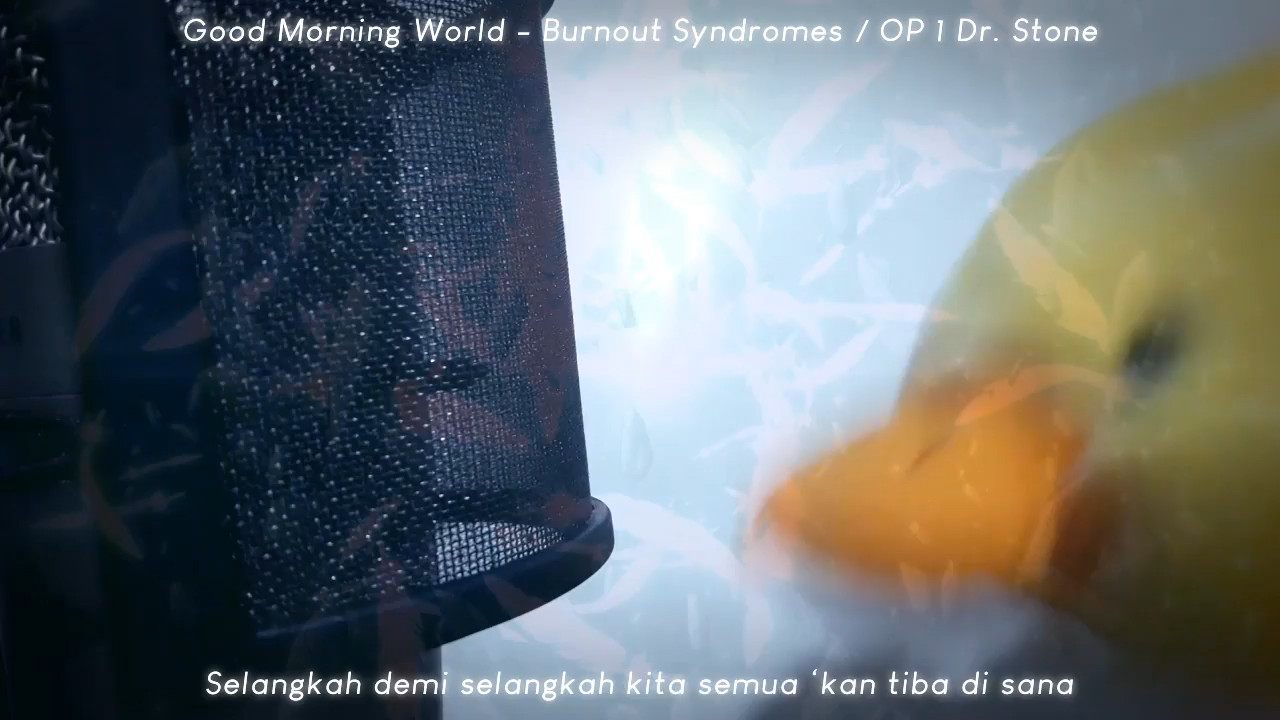 Good Morning World - Burnout Syndromes / OP 1 Dr. Stone
Selangkah demi selangkah kita semua ‘kan tiba di sana